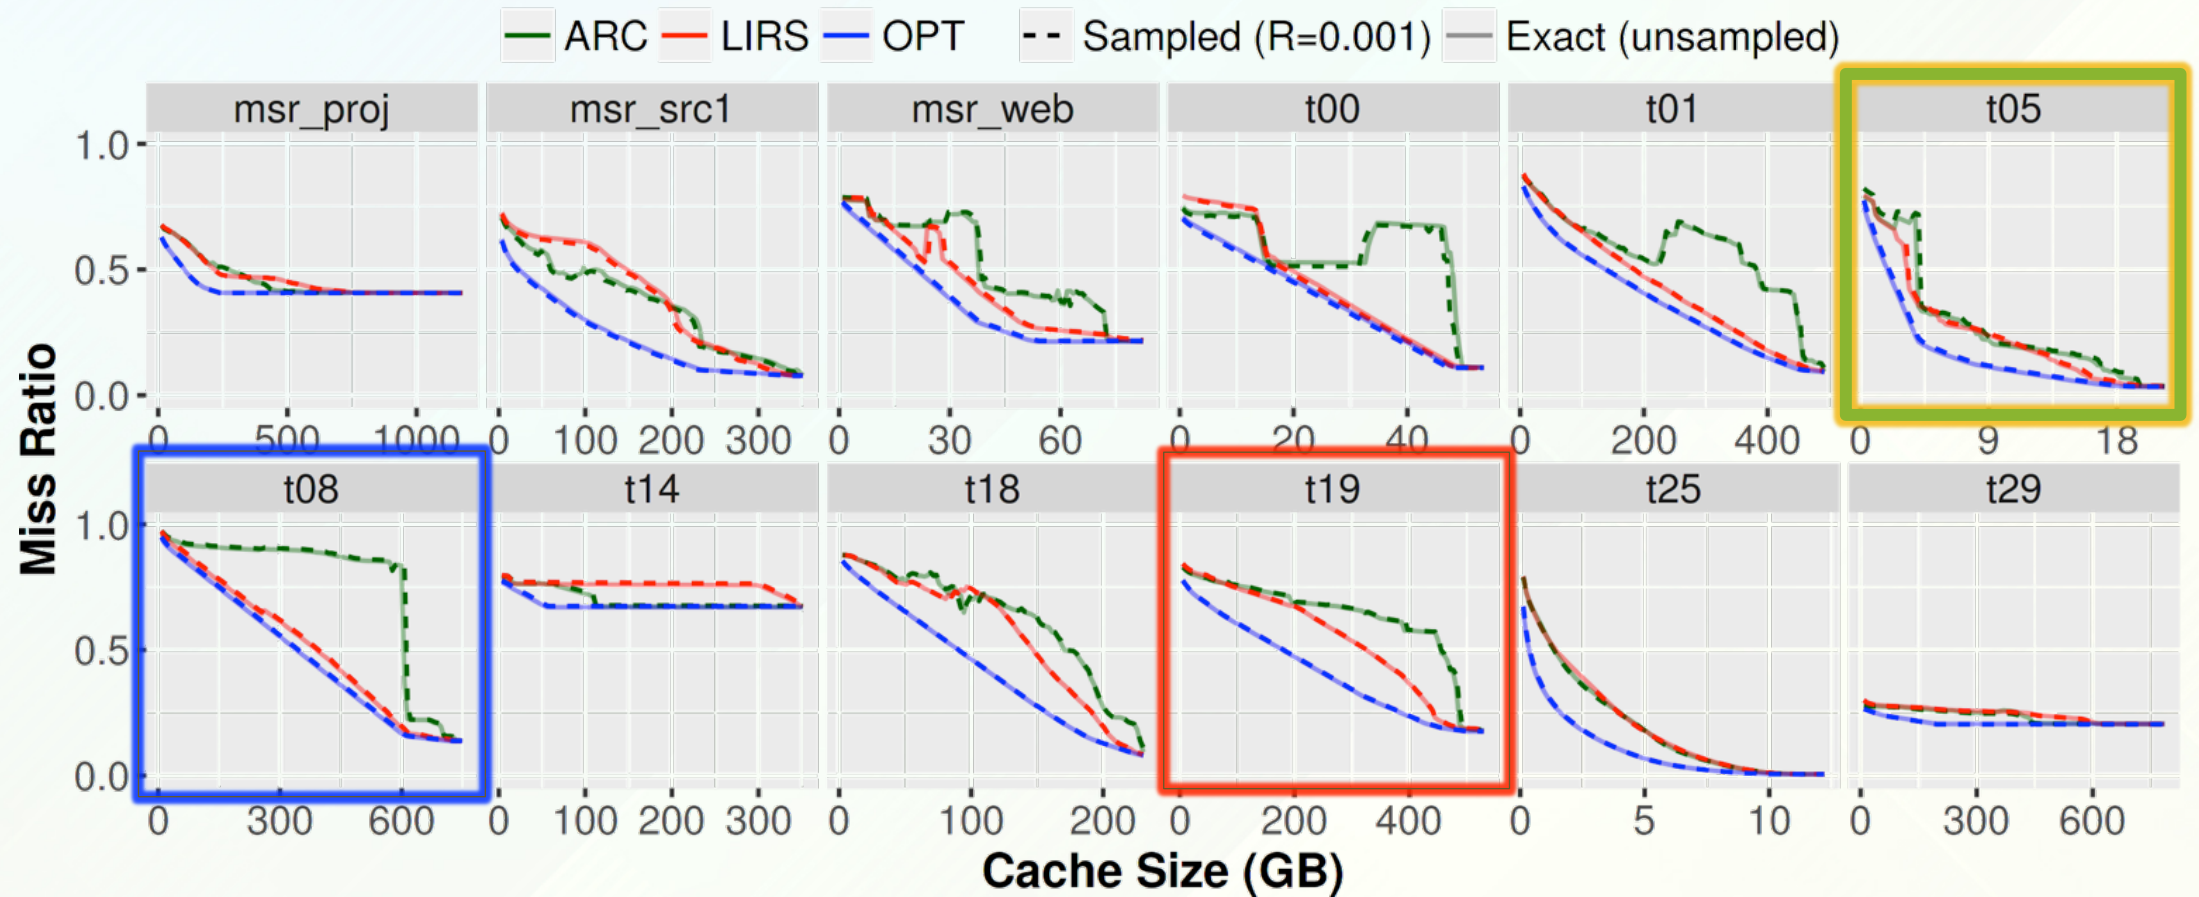 ARC LIRS OPT Sampled (R=0.001) Exact (unsampled)
msr_proj msr_src1 msr_web t00 t01 t05
1.0
0.5
0.0
0 500 1000 0 100 200 300 0 30 60 0 20 40 0 200 400 0 9 18
Miss Ratio
t08 t14 t18 t19 t25 t29
1.0
0.5
0.0
0 300 600 0 100 200 300 0 100 200 0 200 400 0 5 10 0 300 600
Cache Size (GB)